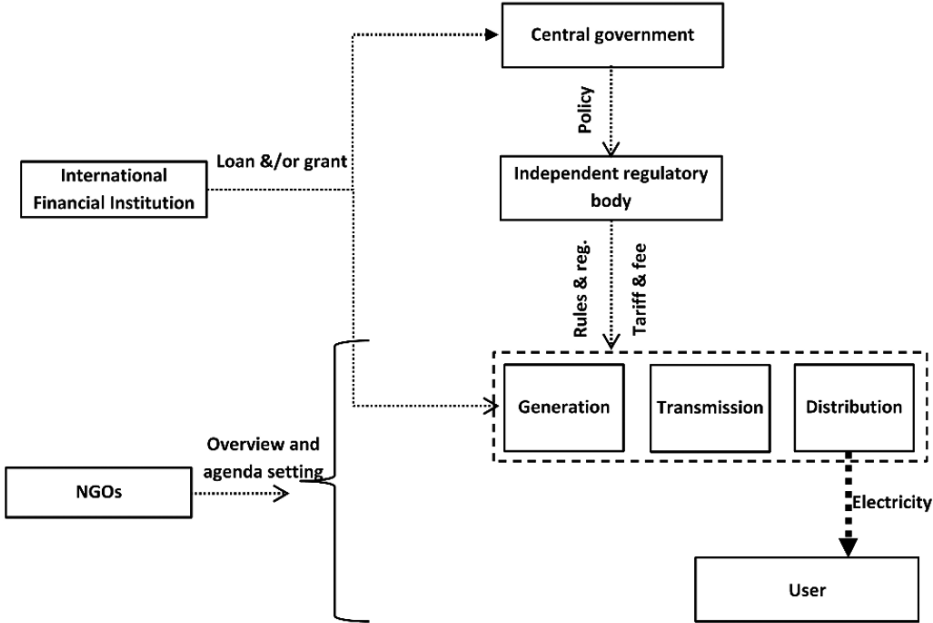 Central government
Policy
Loan &/or grant
International
Financial Institution
Independent regulatory
body
Rules & reg.
Tariff & fee
Generation
Transmission
Distribution
Overview and
agenda setting
NGOs
Electricity
User